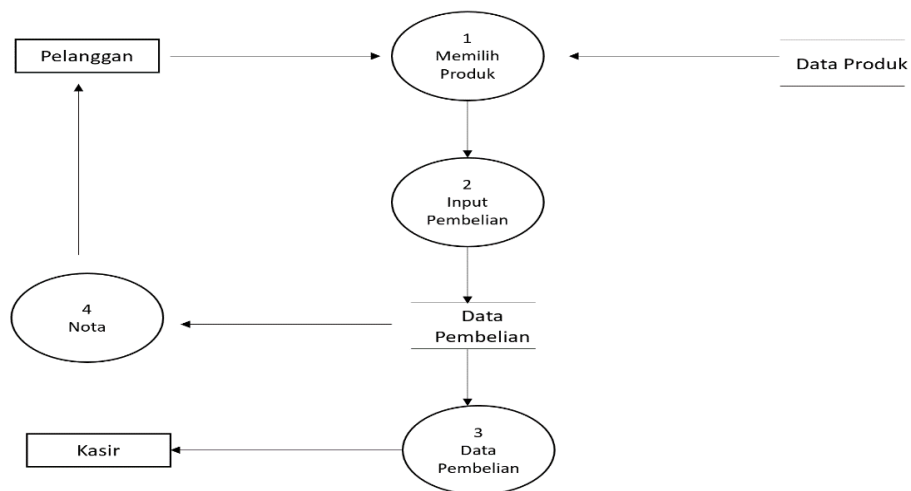 Pelanggan
1
Memilih
Produk
Data Produk
2
Input
Pembelian
4
Nota
Data
Pembelian
3
Data
Pembelian
Kasir